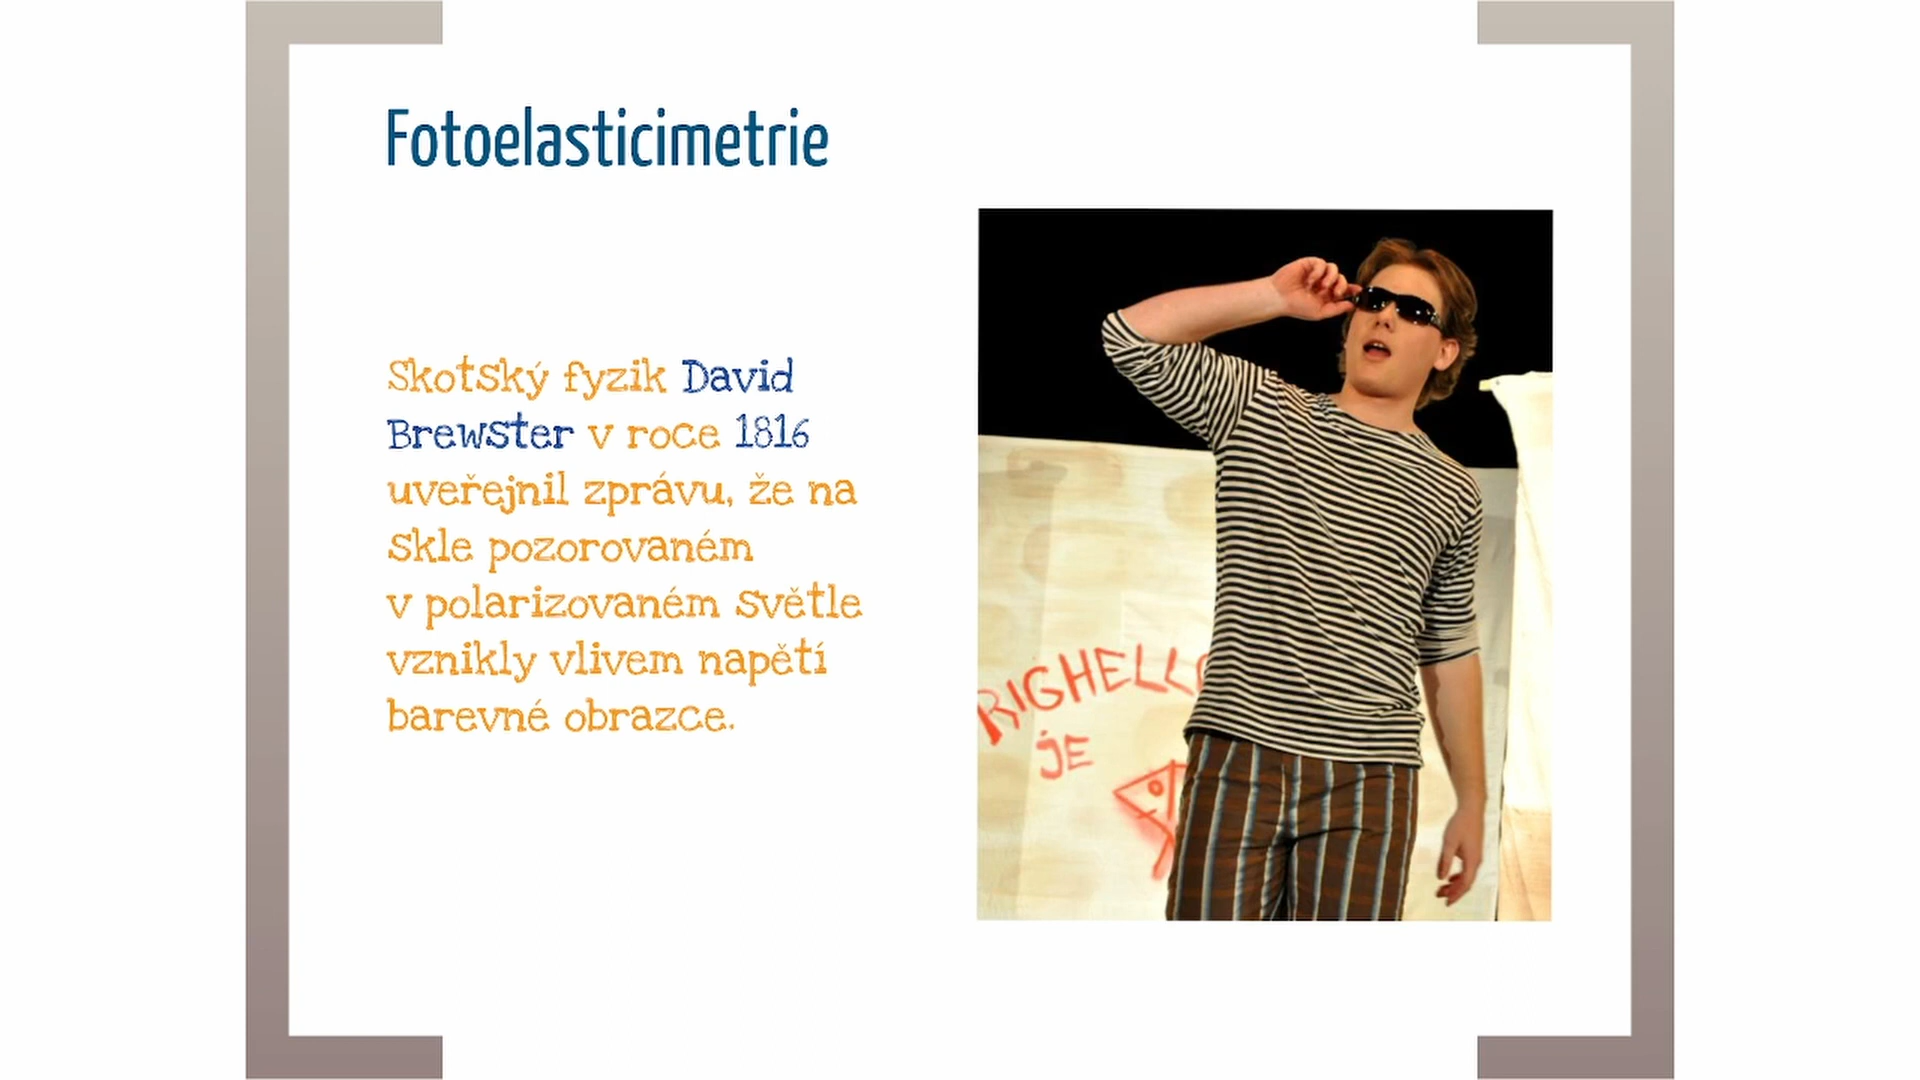 Fotoelasticimetrie
Skotský fyzik David
Brewster v roce 1816
uveřejnil zprávu, že na
skle pozorovaném
v polarizovaném světle
vznikly vlivem napětí
barevné obrazce.
RIGHELLO
JE